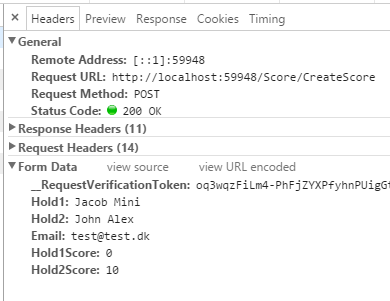 × Headers Preview Response Cookies Timing
▼ General
Remote Address: [::1]:59948
Request URL: http://localhost:59948/Score/CreateScore
Request Method: POST
Status Code: 200 OK
▶ Response Headers (11)
▶ Request Headers (14)
▼ Form Data view source view URL encoded
__RequestVerificationToken: oq3wqzFiLm4-PhFjZYXPfyhnPUigG
Hold1: Jacob Mini
Hold2: John Alex
Email: test@test.dk
Hold1Score: 0
Hold2Score: 10